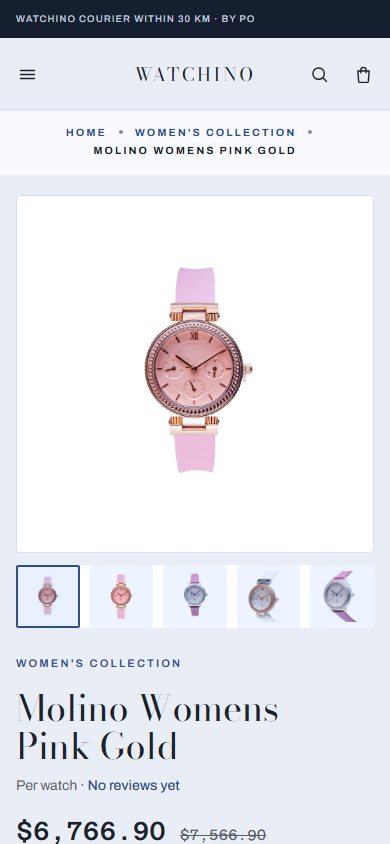 WATCHINO COURIER WITHIN 30 KM · BY PO
WATCHINO
HOME • WOMEN'S COLLECTION •
MOLINO WOMENS PINK GOLD
WOMEN'S COLLECTION
Molino Womens
Pink Gold
Per watch · No reviews yet
$6,766.90 $7,566.90